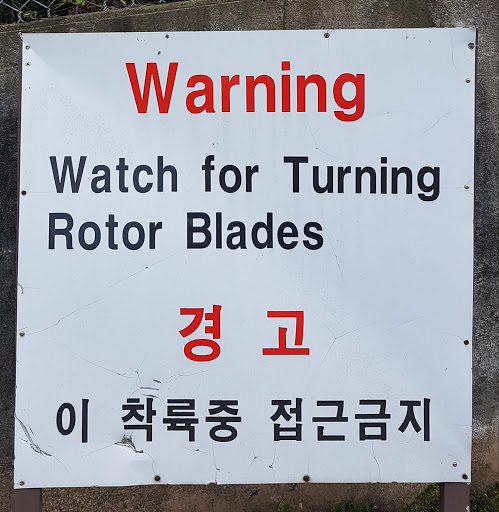 Warning
Watch for Turning
Rotor Blades
경 고
이 착륙중 접근금지